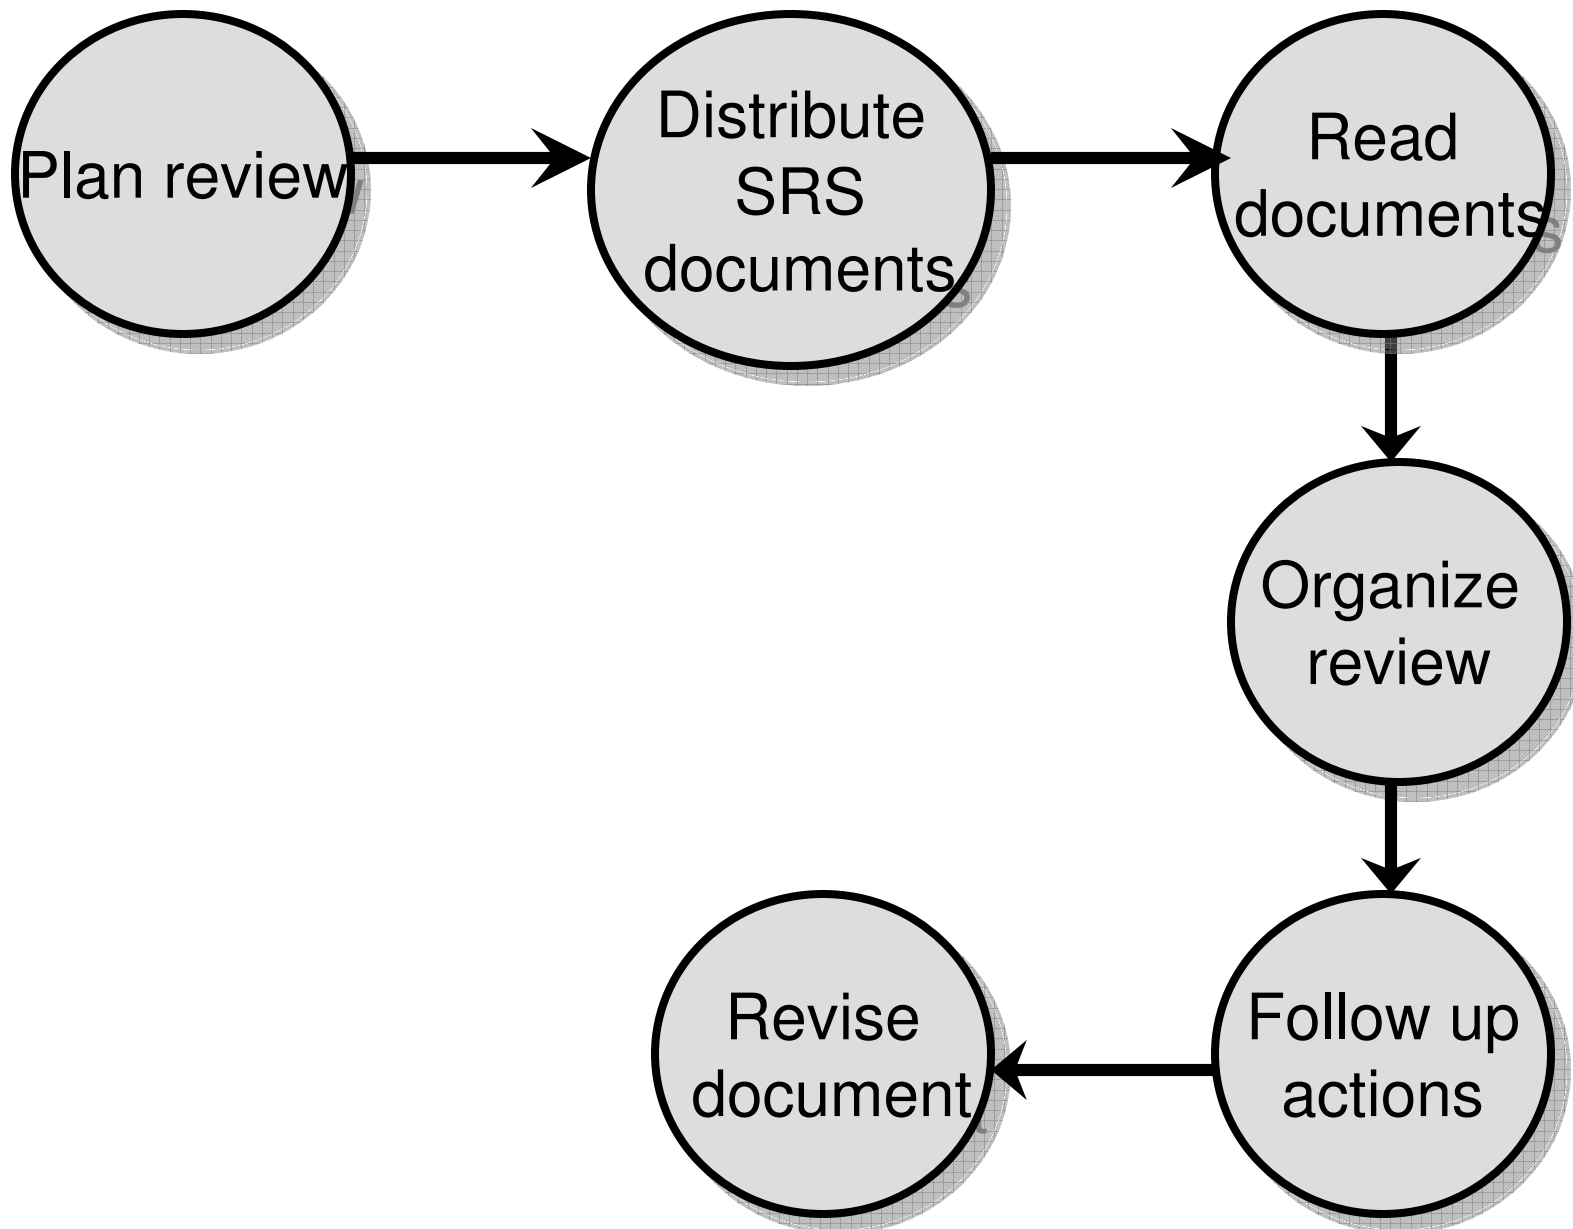 Plan review
Distribute
SRS
documents
Read
documents
Organize
review
Follow up
actions
Revise
document